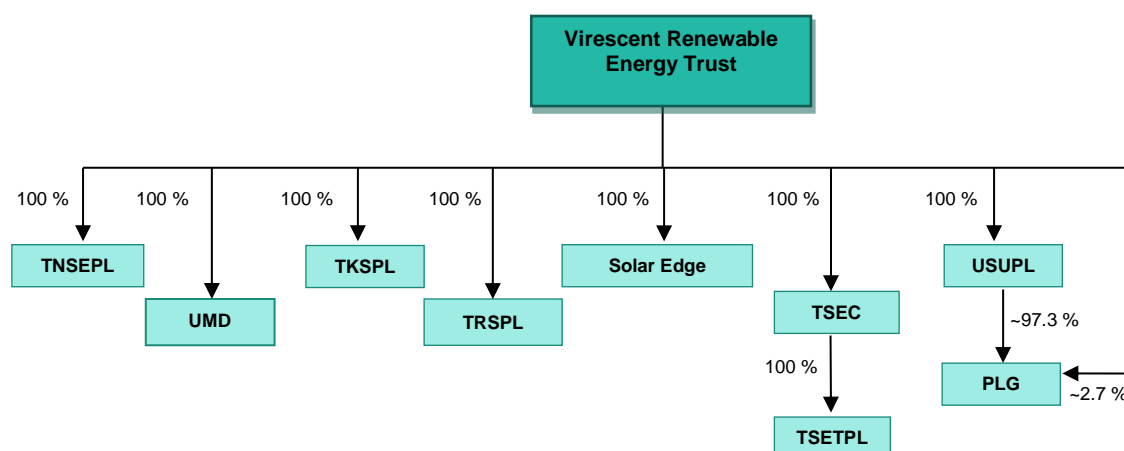 Virescent Renewable
Energy Trust
100 %
100 %
100 %
100 %
100 %
100 %
100 %
TNSEPL
TKSPL
Solar Edge
USUPL
UMD
TRSPL
TSEC
~97.3 %
100 %
PLG
~2.7 %
TSETPL